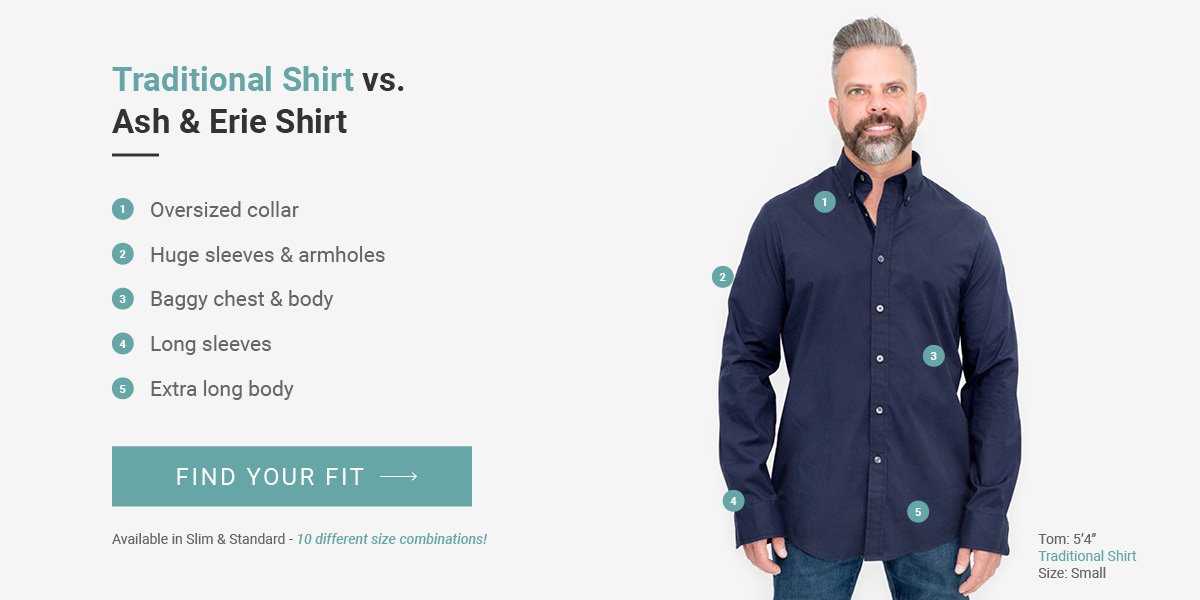 Traditional Shirt vs.
Ash & Erie Shirt
1 Oversized collar
2 Huge sleeves & armholes
3 Baggy chest & body
4 Long sleeves
5 Extra long body
FIND YOUR FIT
Available in Slim & Standard - 10 different size combinations!
1
2
3
4
5
Tom: 5’4”
Traditional Shirt
Size: Small